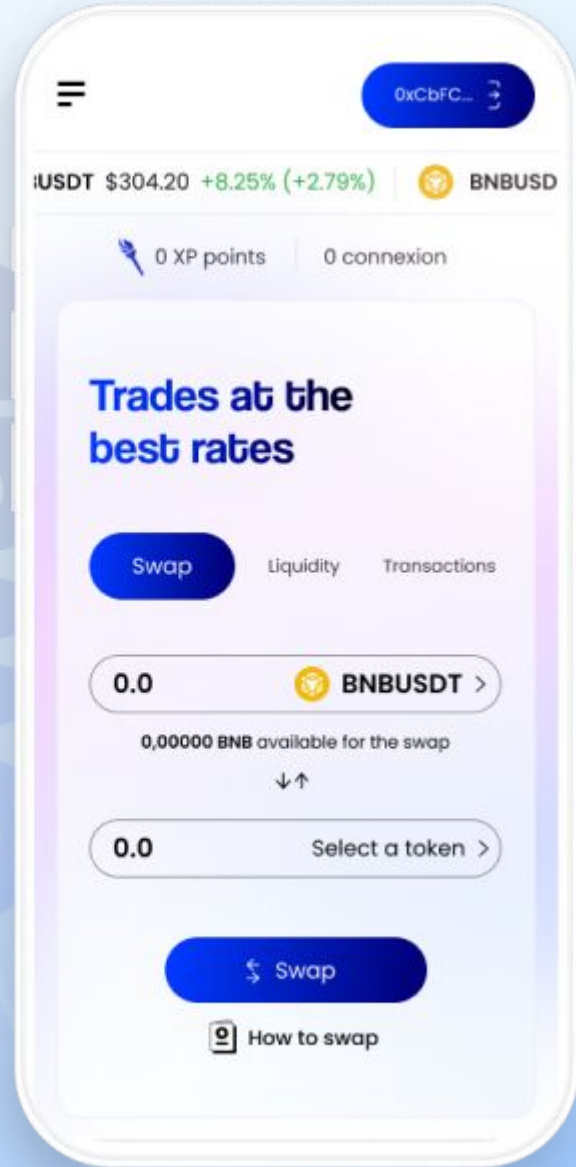 0xCbFC...
USDT $304.20 +8.25% (+2.79%) BNBUSD
0 XP points 0 connexion
Trades at the
best rates
Swap Liquidity Transactions
0.0 BNBUSDT >
0,00000 BNB available for the swap
↓↑
0.0 Select a token >
Swap
How to swap